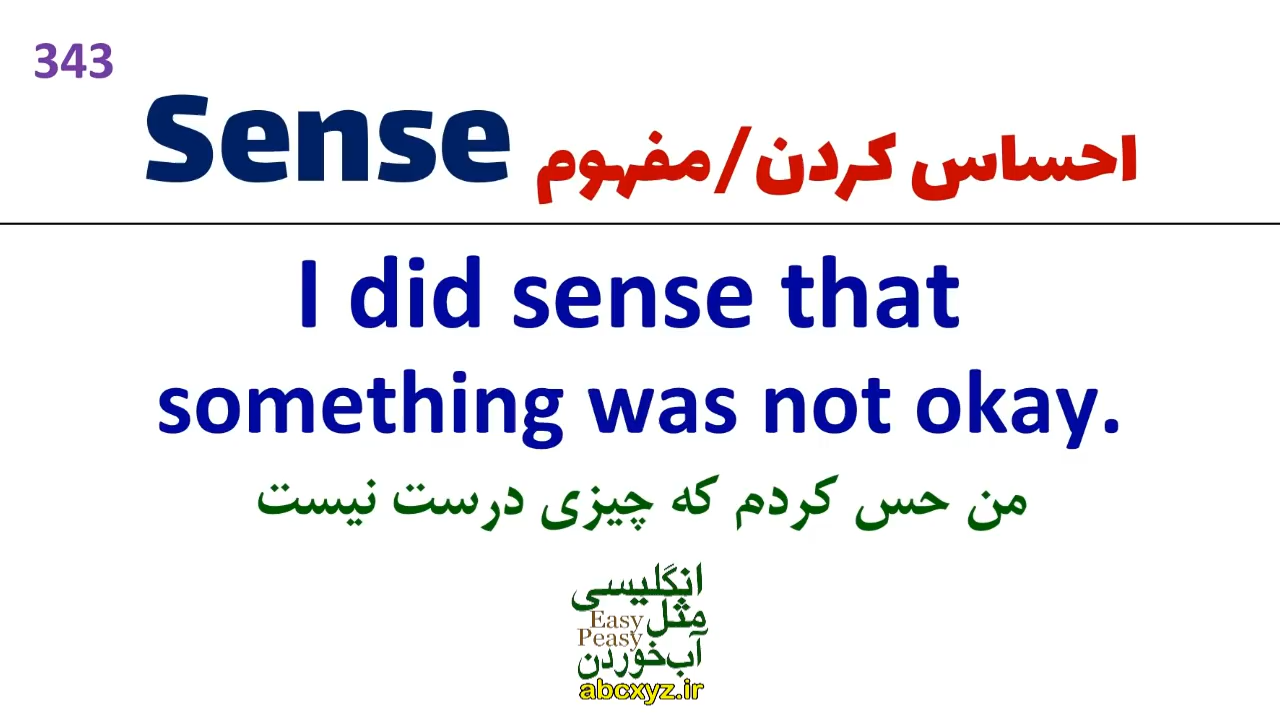 343
Sense احساس کردن/مفهوم
I did sense that
something was not okay.
من حس کردم که چیزی درست نیست
انگلیسی
مثل Easy
Peasy
آب‌خوردن
abcxyz.ir